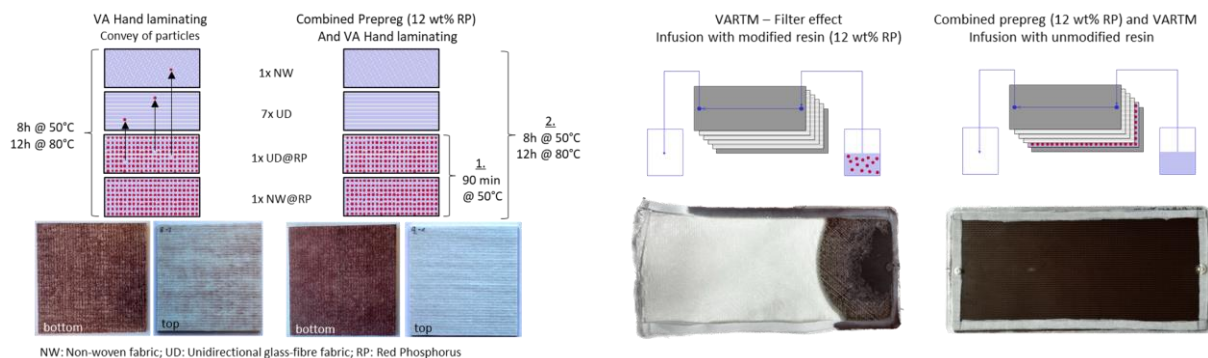 VA Hand laminating
Convey of particles
Combined Prepreg (12 wt% RP)
And VA Hand laminating
1x NW
7x UD
1x UD@RP
1x NW@RP
8h @ 50°C
12h @ 80°C
1.
90 min
@ 50°C
2.
8h @ 50°C
12h @ 80°C
bottom
top
bottom
top
NW: Non-woven fabric; UD: Unidirectional glass-fibre fabric; RP: Red Phosphorus
VARTM – Filter effect
Infusion with modified resin (12 wt% RP)
Combined prepreg (12 wt% RP) and VARTM
Infusion with unmodified resin